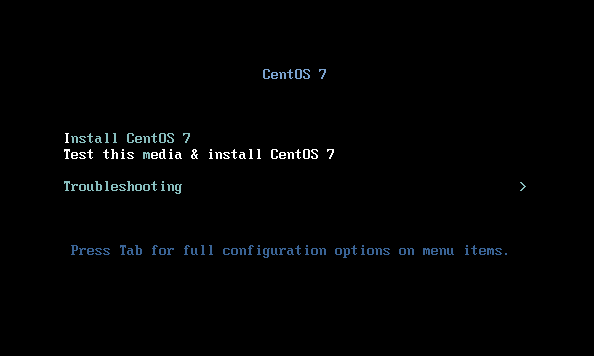 CentOS 7
Install CentOS 7
Test this media & install CentOS 7
Troubleshooting >
Press Tab for full configuration options on menu items.